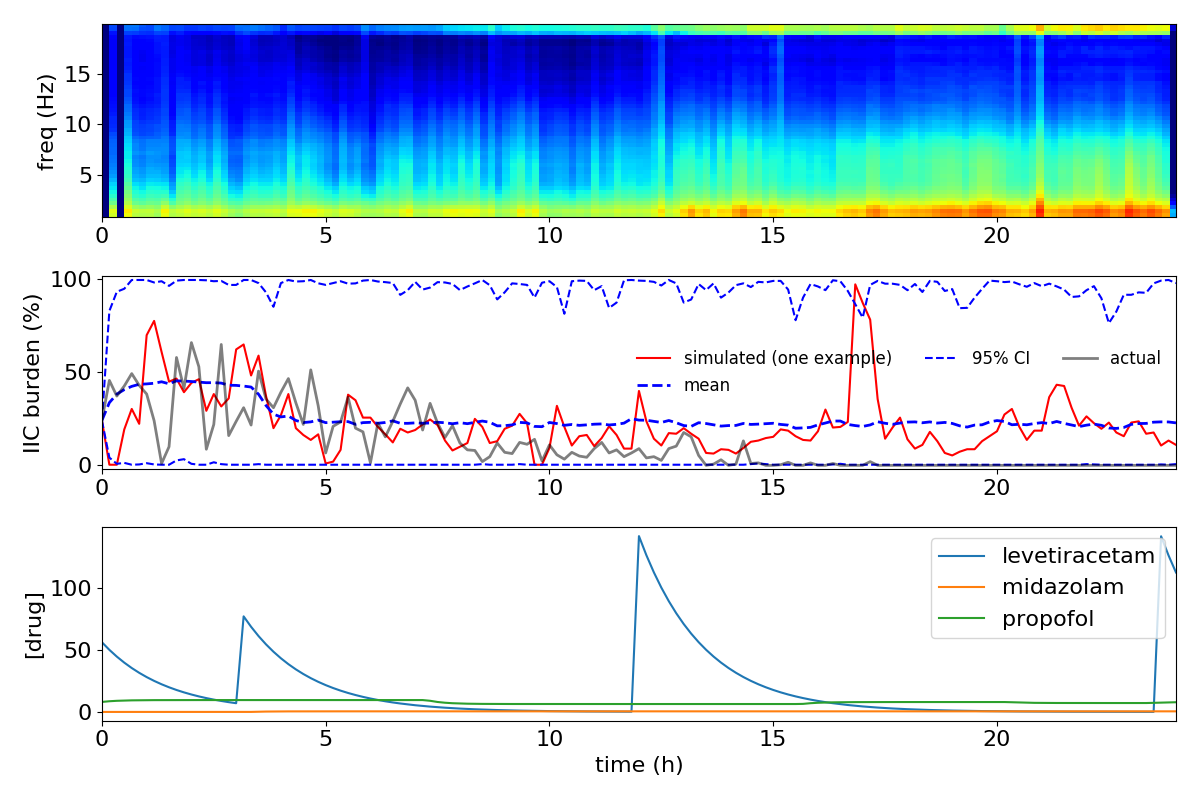 freq (Hz)
15
10
5
0 5 10 15 20
IIC burden (%)
100
50
0
simulated (one example) 95% CI actual
mean
0 5 10 15 20
[drug]
100
50
0
levetiracetam
midazolam
propofol
0 5 10 15 20
time (h)